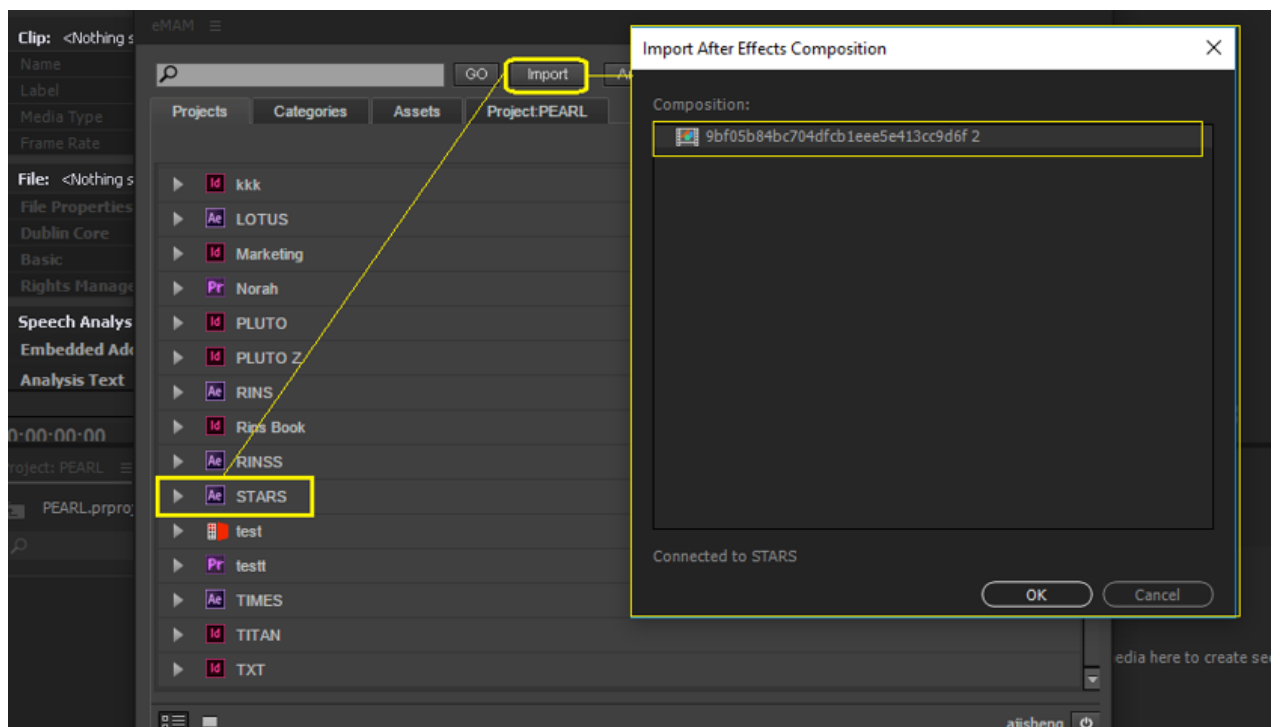 eMAM
Clip: <Nothing s
Name
Label
Media Type
Frame Rate
File: <Nothing s
File Properties
Dublin Core
Basic
Rights Manage
Speech Analys
Embedded Ado
Analysis Text
0:00:00:00
Project: PEARL
PEARL.prproj
GO
Import
Projects
Categories
Assets
Project:PEARL
Id kkk
Ae LOTUS
Id Marketing
Pr Norah
Id PLUTO
Id PLUTO Z
Ae RINS
Id Rips Book
Ae RINSS
Ae STARS
test
Pr testt
Ae TIMES
Id TITAN
Id TXT
ajisheng
Import After Effects Composition
Composition:
9bf05b84bc704dfcb1eee5e413cc9d6f 2
Connected to STARS
OK
Cancel
edia here to create se